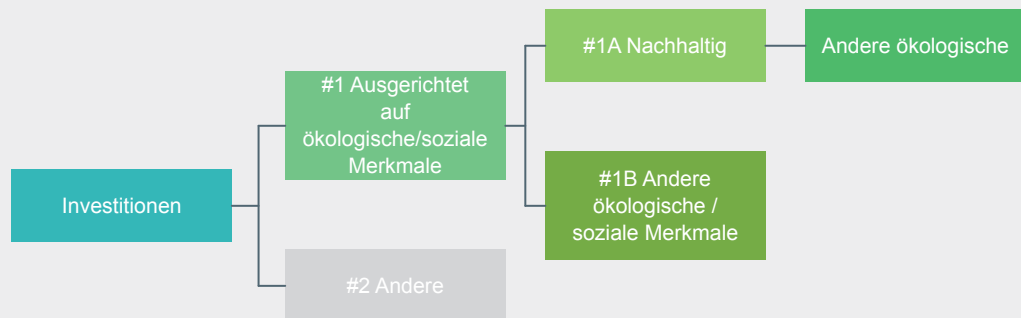 Investitionen
#1 Ausgerichtet
auf
ökologische/soziale
Merkmale
#2 Andere
#1A Nachhaltig
#1B Andere
ökologische /
soziale Merkmale
Andere ökologische